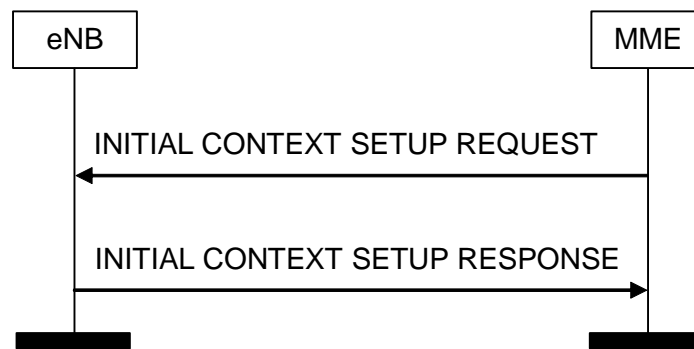 eNB
MME
INITIAL CONTEXT SETUP REQUEST
INITIAL CONTEXT SETUP RESPONSE